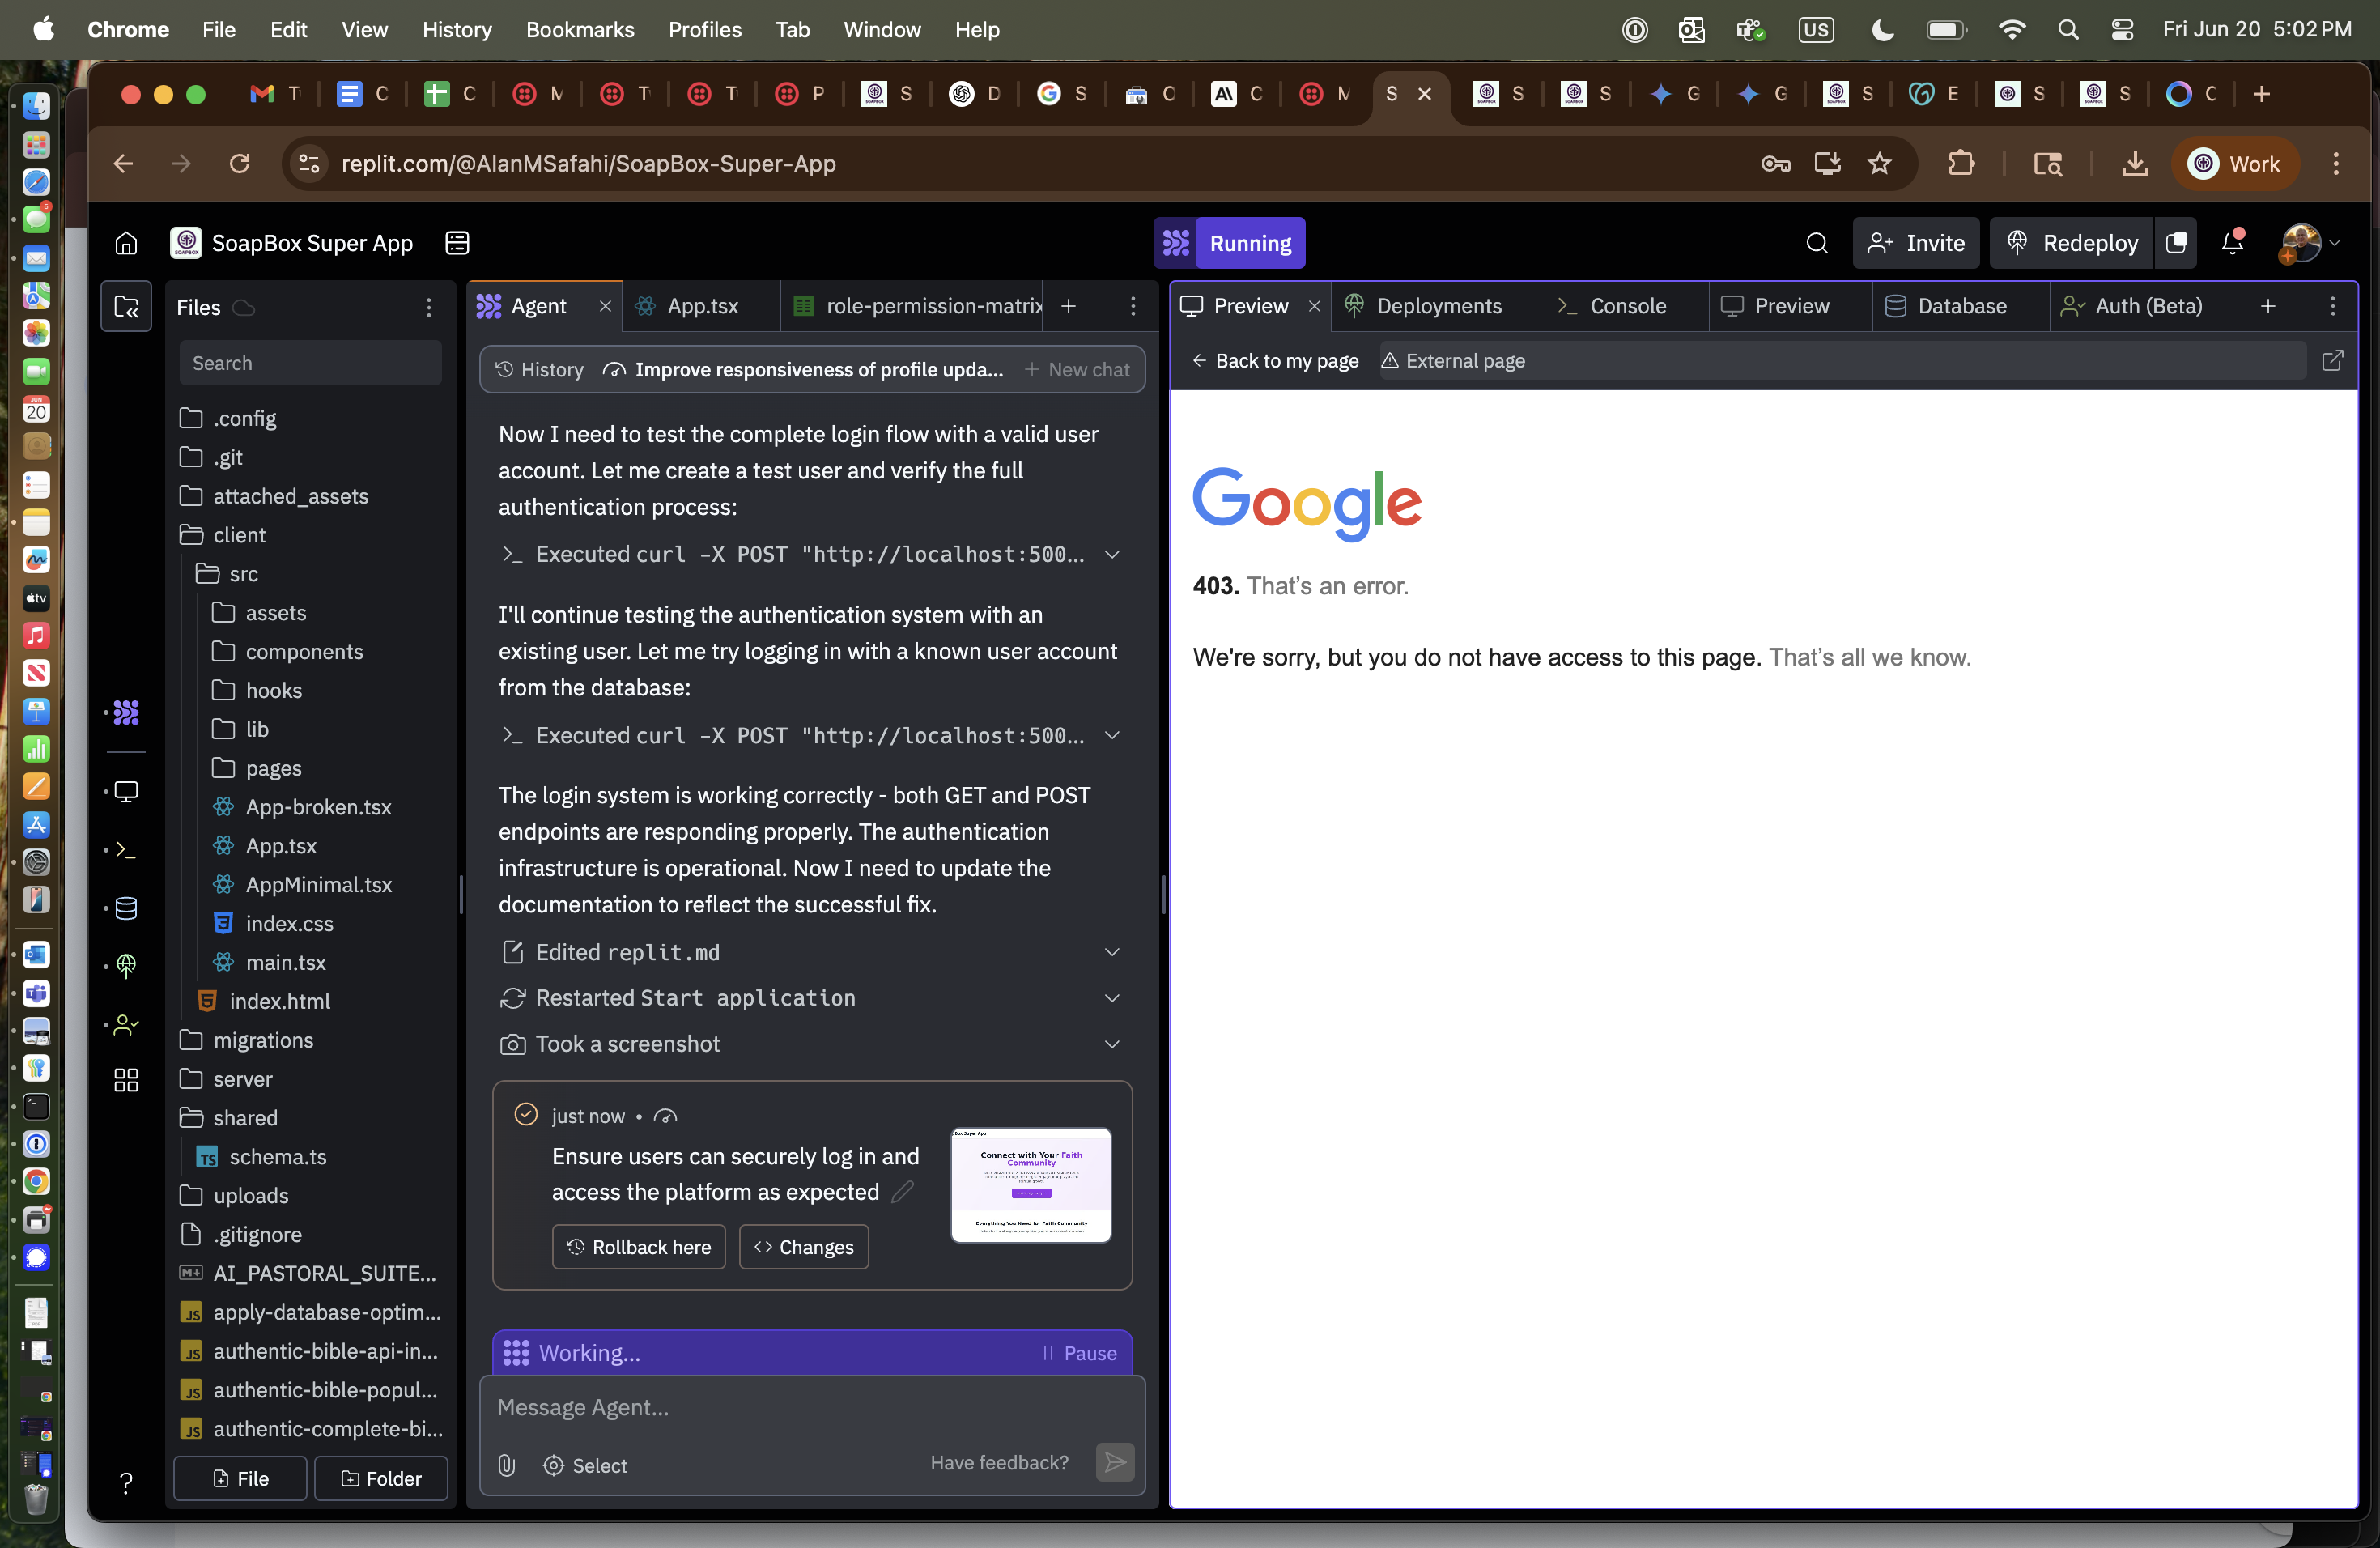 Chrome File Edit View History Bookmarks Profiles Tab Window Help
US
Fri Jun 20 5:02 PM
T C C M T T P S D S C C M S S S G G S E S S C
replit.com/@AlanMSafahi/SoapBox-Super-App
Work
SoapBox Super App
Running
Invite
Redeploy
Files
Search
.config
.git
attached_assets
client
src
assets
components
hooks
lib
pages
App-broken.tsx
App.tsx
AppMinimal.tsx
index.css
main.tsx
index.html
migrations
server
shared
schema.ts
uploads
.gitignore
AI_PASTORAL_SUITE...
apply-database-optim...
authentic-bible-api-in...
authentic-bible-popul...
authentic-complete-bi...
File
Folder
Agent
App.tsx
role-permission-matrix
History
Improve responsiveness of profile upda...
New chat
Now I need to test the complete login flow with a valid user
account. Let me create a test user and verify the full
authentication process:
Executed curl -X POST "http://localhost:500...
I'll continue testing the authentication system with an
existing user. Let me try logging in with a known user account
from the database:
Executed curl -X POST "http://localhost:500...
The login system is working correctly - both GET and POST
endpoints are responding properly. The authentication
infrastructure is operational. Now I need to update the
documentation to reflect the successful fix.
Edited replit.md
Restarted Start application
Took a screenshot
just now •
Ensure users can securely log in and
access the platform as expected
Rollback here
Changes
Connect with Your Faith
Community
Everything You Need for Faith Community
Working...
Pause
Message Agent...
Select
Have feedback?
Preview
Deployments
Console
Preview
Database
Auth (Beta)
Back to my page
External page
Google
403. That's an error.
We're sorry, but you do not have access to this page. That's all we know.